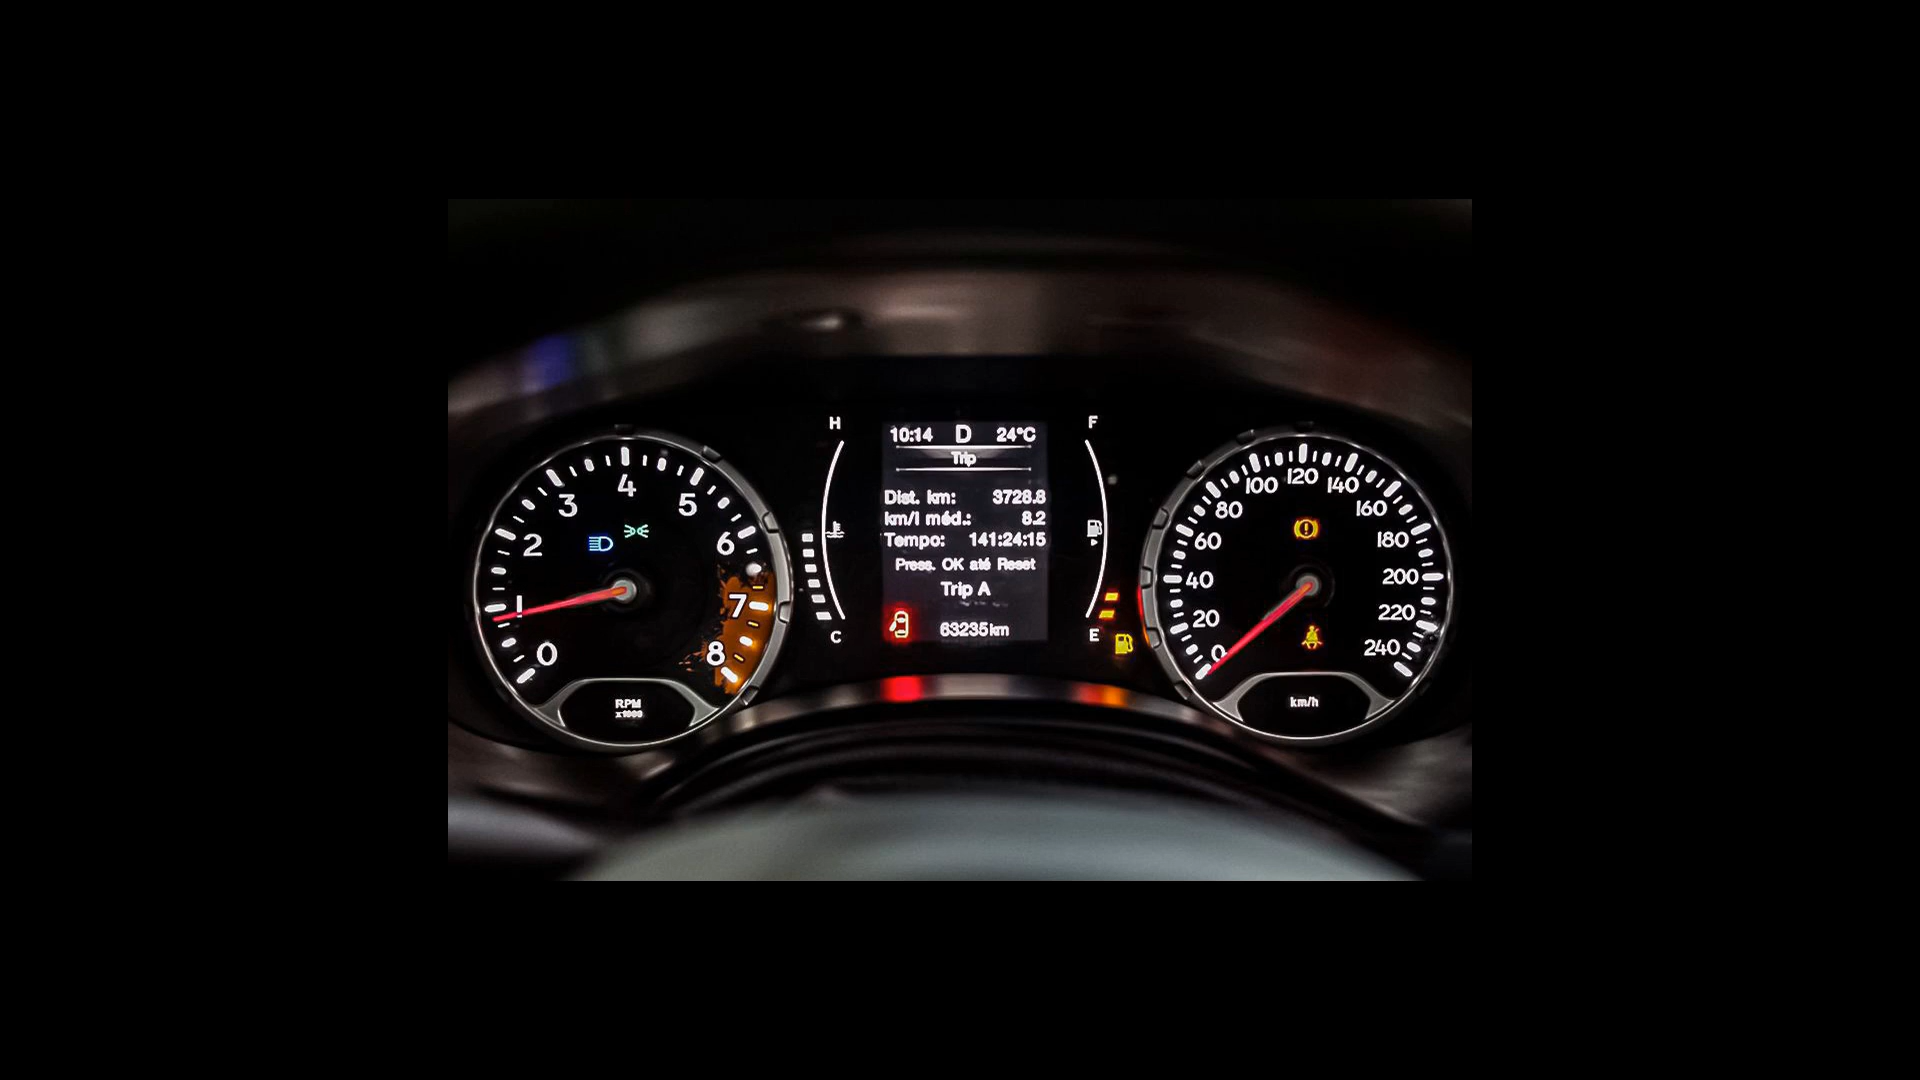 0
1
2
3
4
5
6
7
8
RPM
x1000
H
C
10:14 D 24°C
Trip
Dist. km: 3728.8
km/l méd.: 8.2
Tempo: 141:24:15
Press. OK até Reset
Trip A
63235km
F
E
0
20
40
60
80
100
120
140
160
180
200
220
240
km/h